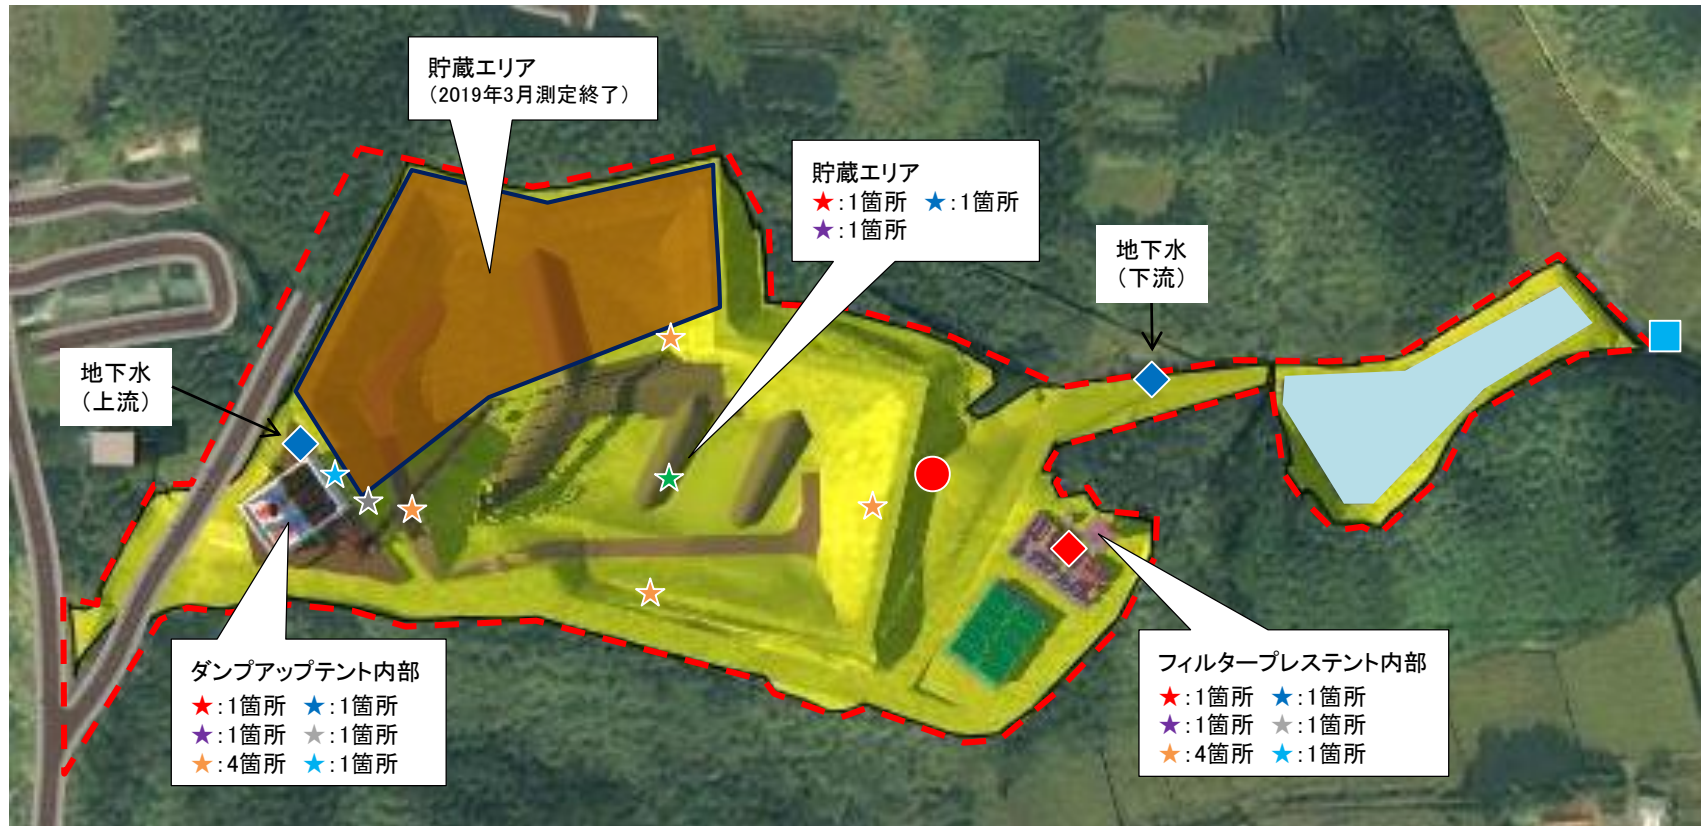 貯蔵エリア
（2019年3月測定終了）
貯蔵エリア
★：1箇所 ★：1箇所
★：1箇所
地下水
（下流）
地下水
（上流）
ダンプアップテント内部
★：1箇所 ★：1箇所
★：1箇所 ★：1箇所
★：4箇所 ★：1箇所
フィルタープレステント内部
★：1箇所 ★：1箇所
★：1箇所 ★：1箇所
★：4箇所 ★：1箇所